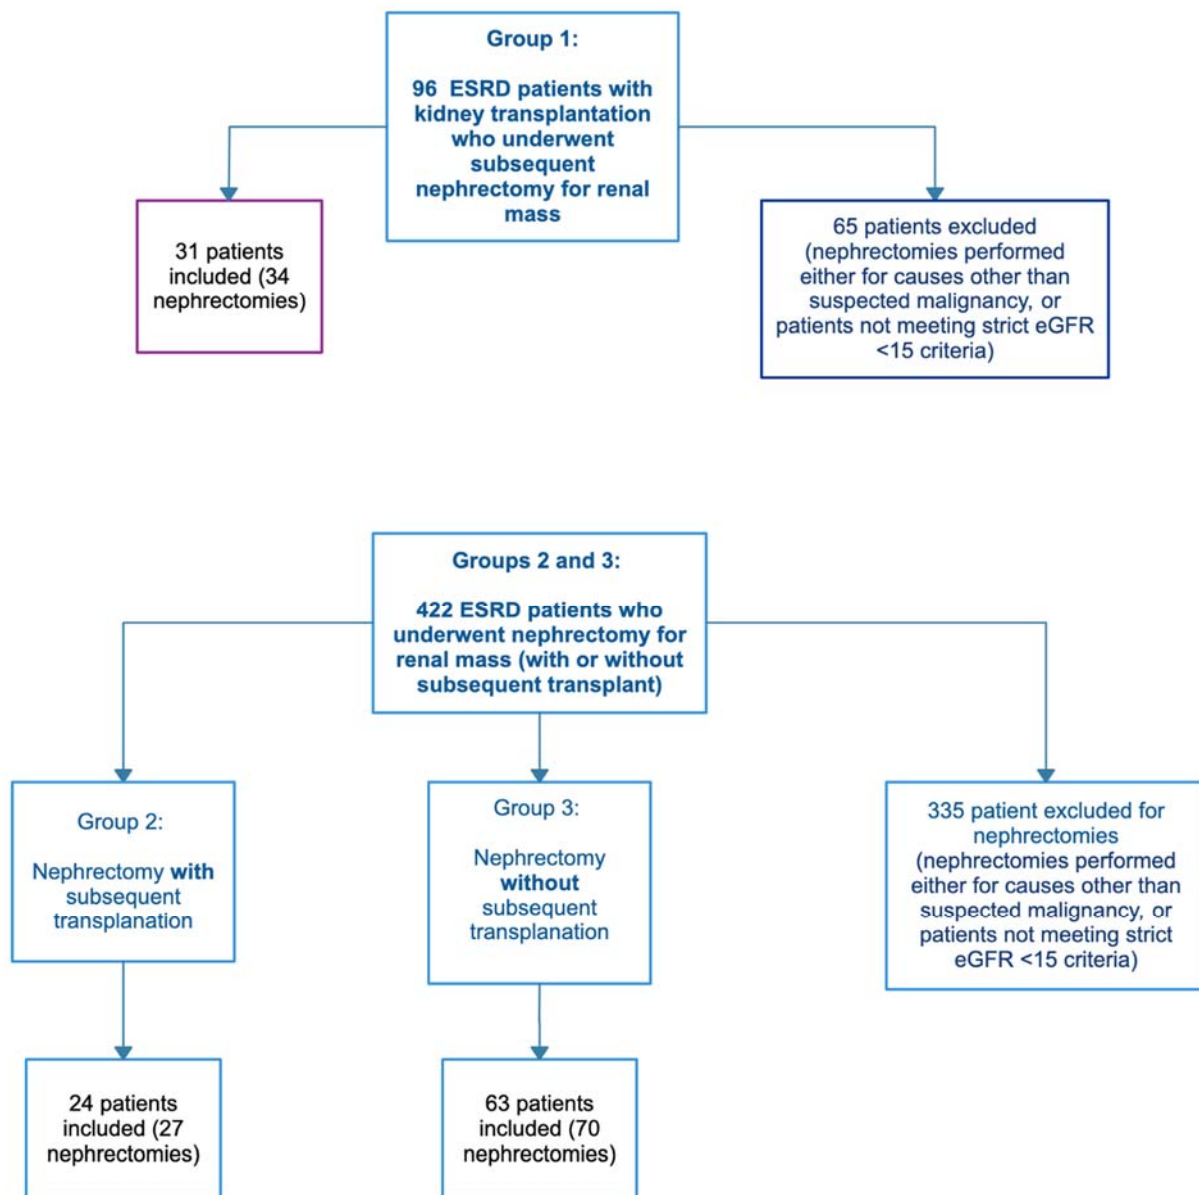 Group 1:
96 ESRD patients with
kidney transplantation
who underwent
subsequent
nephrectomy for renal
mass
31 patients
included (34
nephrectomies)
65 patients excluded
(nephrectomies performed
either for causes other than
suspected malignancy, or
patients not meeting strict eGFR
<15 criteria)
Groups 2 and 3:
422 ESRD patients who
underwent nephrectomy for
renal mass (with or without
subsequent transplant)
Group 2:
Nephrectomy with
subsequent
transplanation
Group 3:
Nephrectomy
without
subsequent
transplanation
335 patient excluded for
nephrectomies
(nephrectomies performed
either for causes other than
suspected malignancy, or
patients not meeting strict
eGFR <15 criteria)
24 patients
included (27
nephrectomies)
63 patients
included (70
nephrectomies)